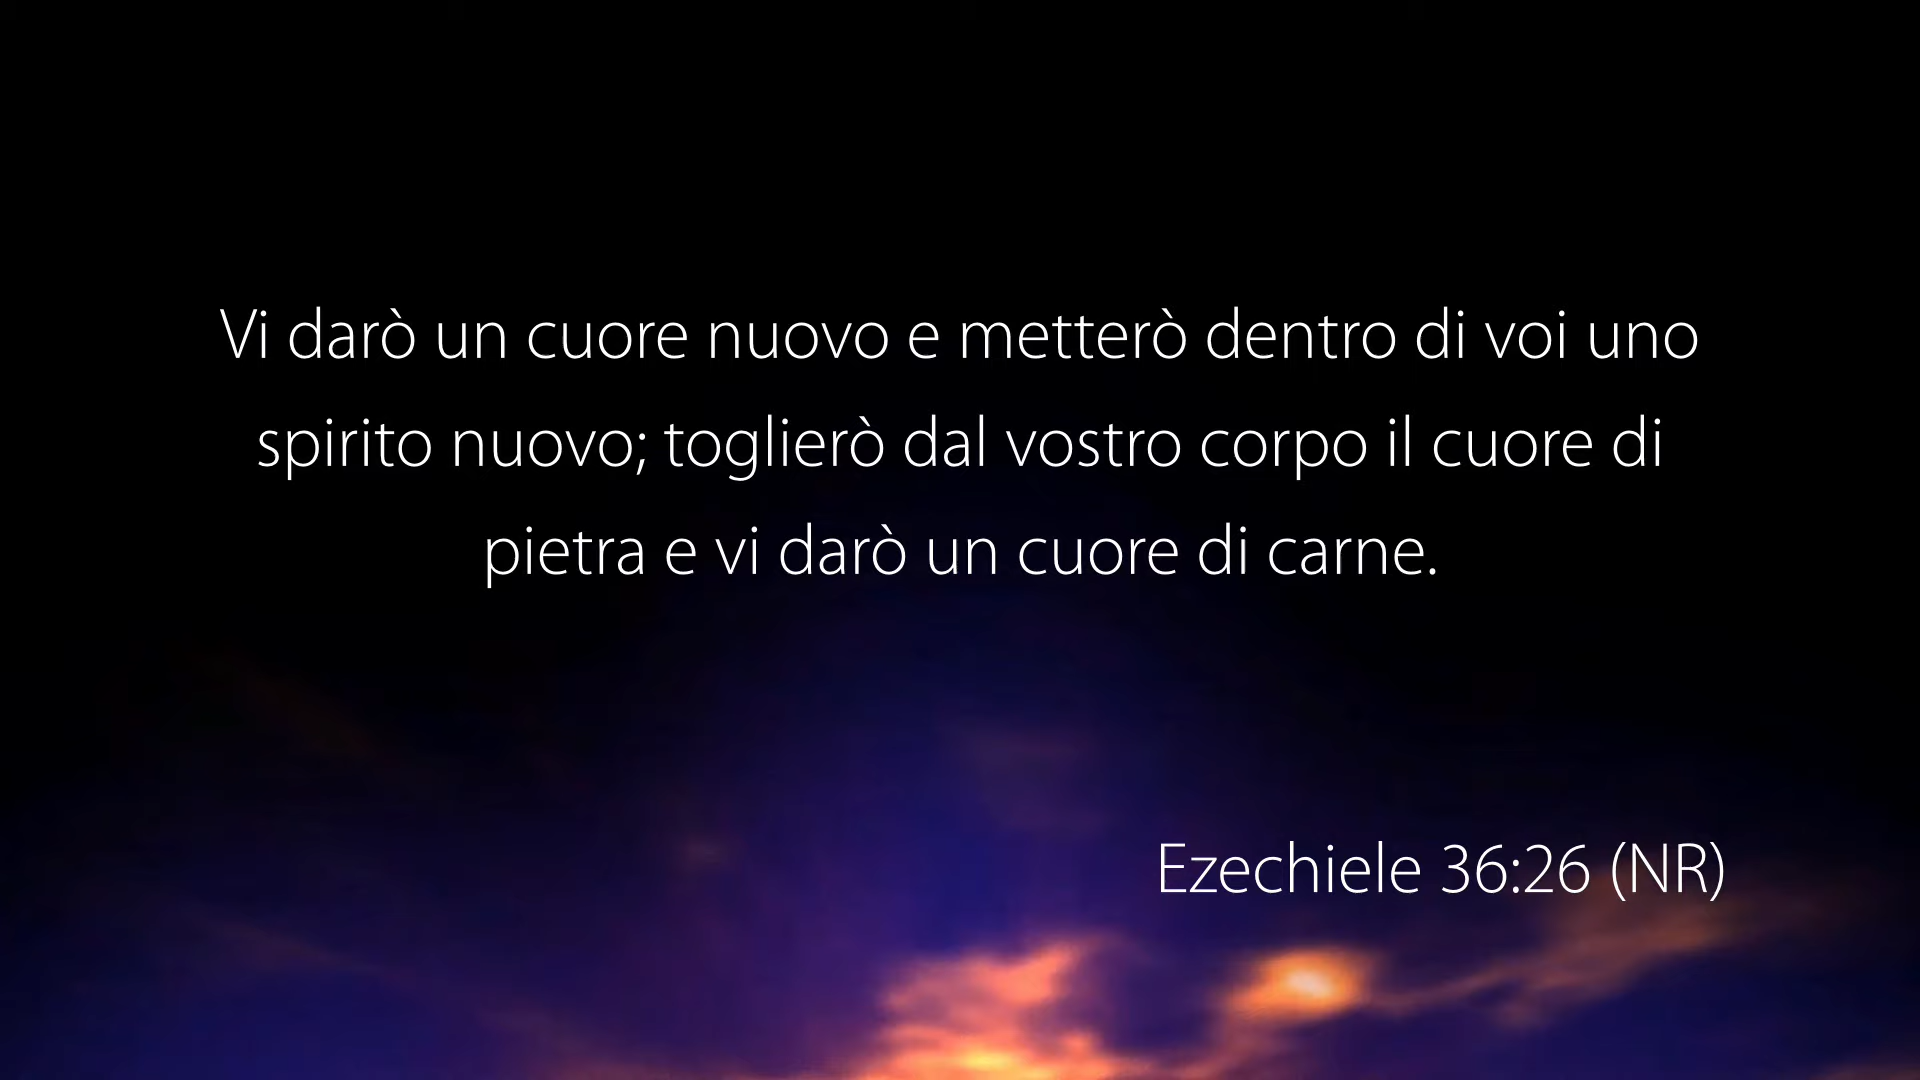 Vi darò un cuore nuovo e metterò dentro di voi uno
spirito nuovo; toglierò dal vostro corpo il cuore di
pietra e vi darò un cuore di carne.
Ezechiele 36:26 (NR)